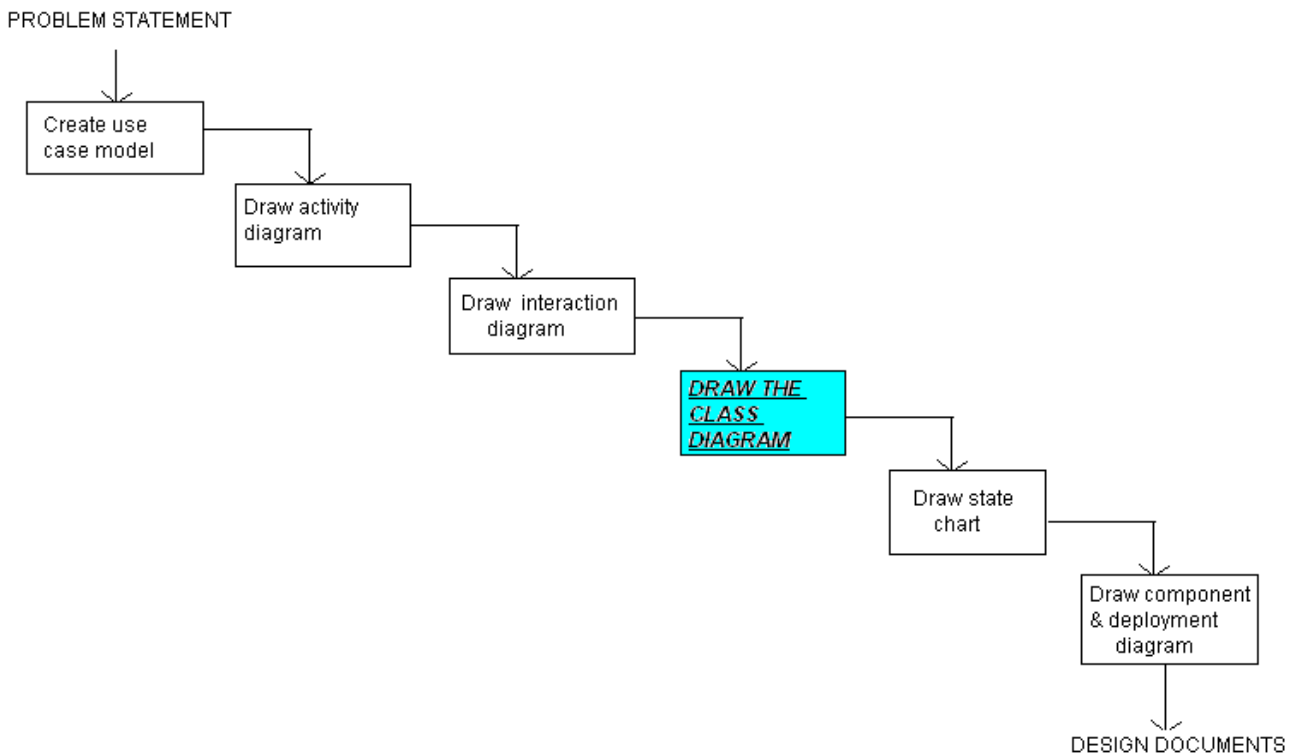 PROBLEM STATEMENT
Create use
case model
Draw activity
diagram
Draw interaction
diagram
DRAW THE
CLASS
DIAGRAM
Draw state
chart
Draw component
& deployment
diagram
DESIGN DOCUMENTS